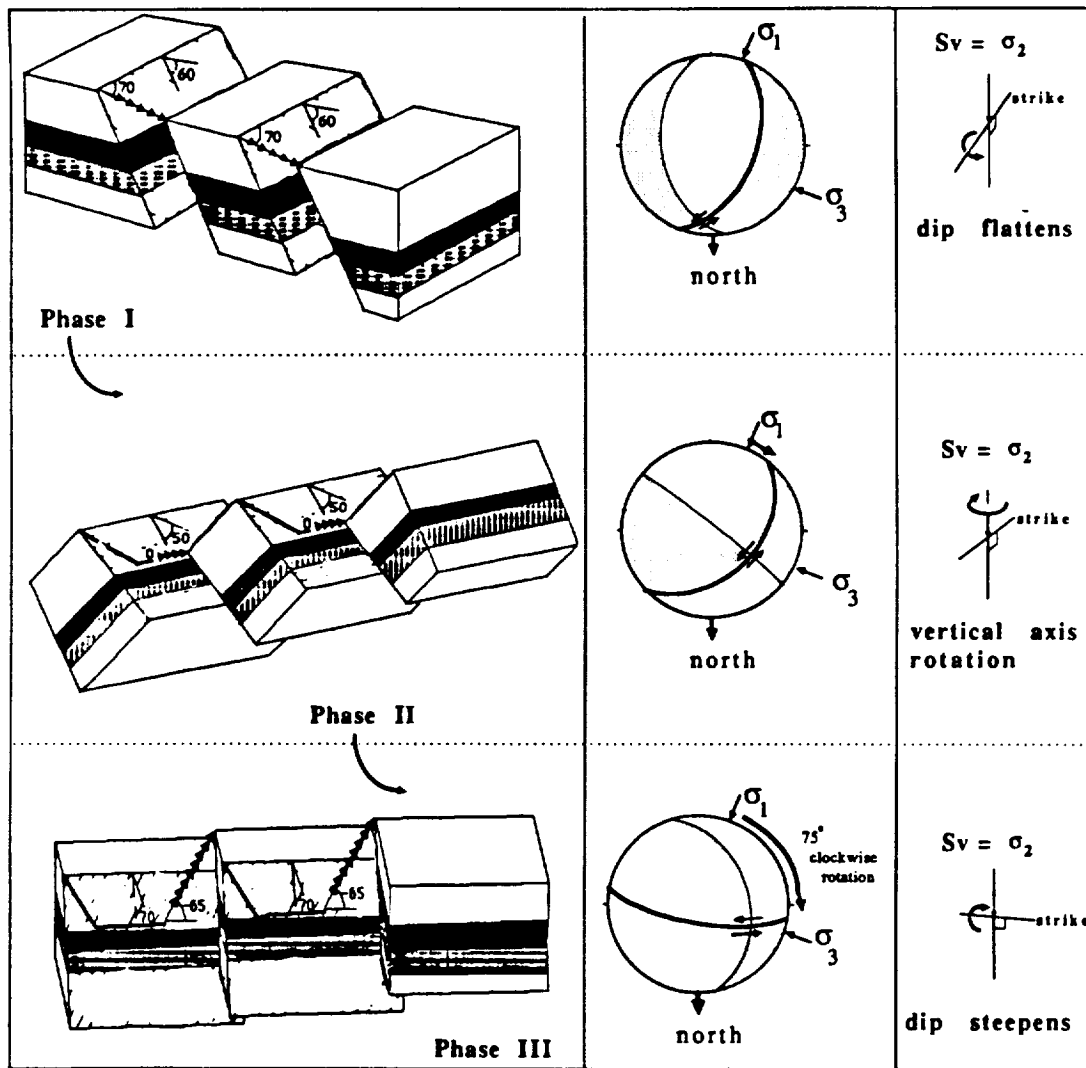 70
60
70
60
Phase I
σ1
σ3
north
Sv = σ2
strike
dip flattens
0
50
0
50
Phase II
σ1
σ3
north
Sv = σ2
strike
vertical axis
rotation
70
65
70
65
Phase III
σ1
75°
clockwise
rotation
σ3
north
Sv = σ2
strike
dip steepens